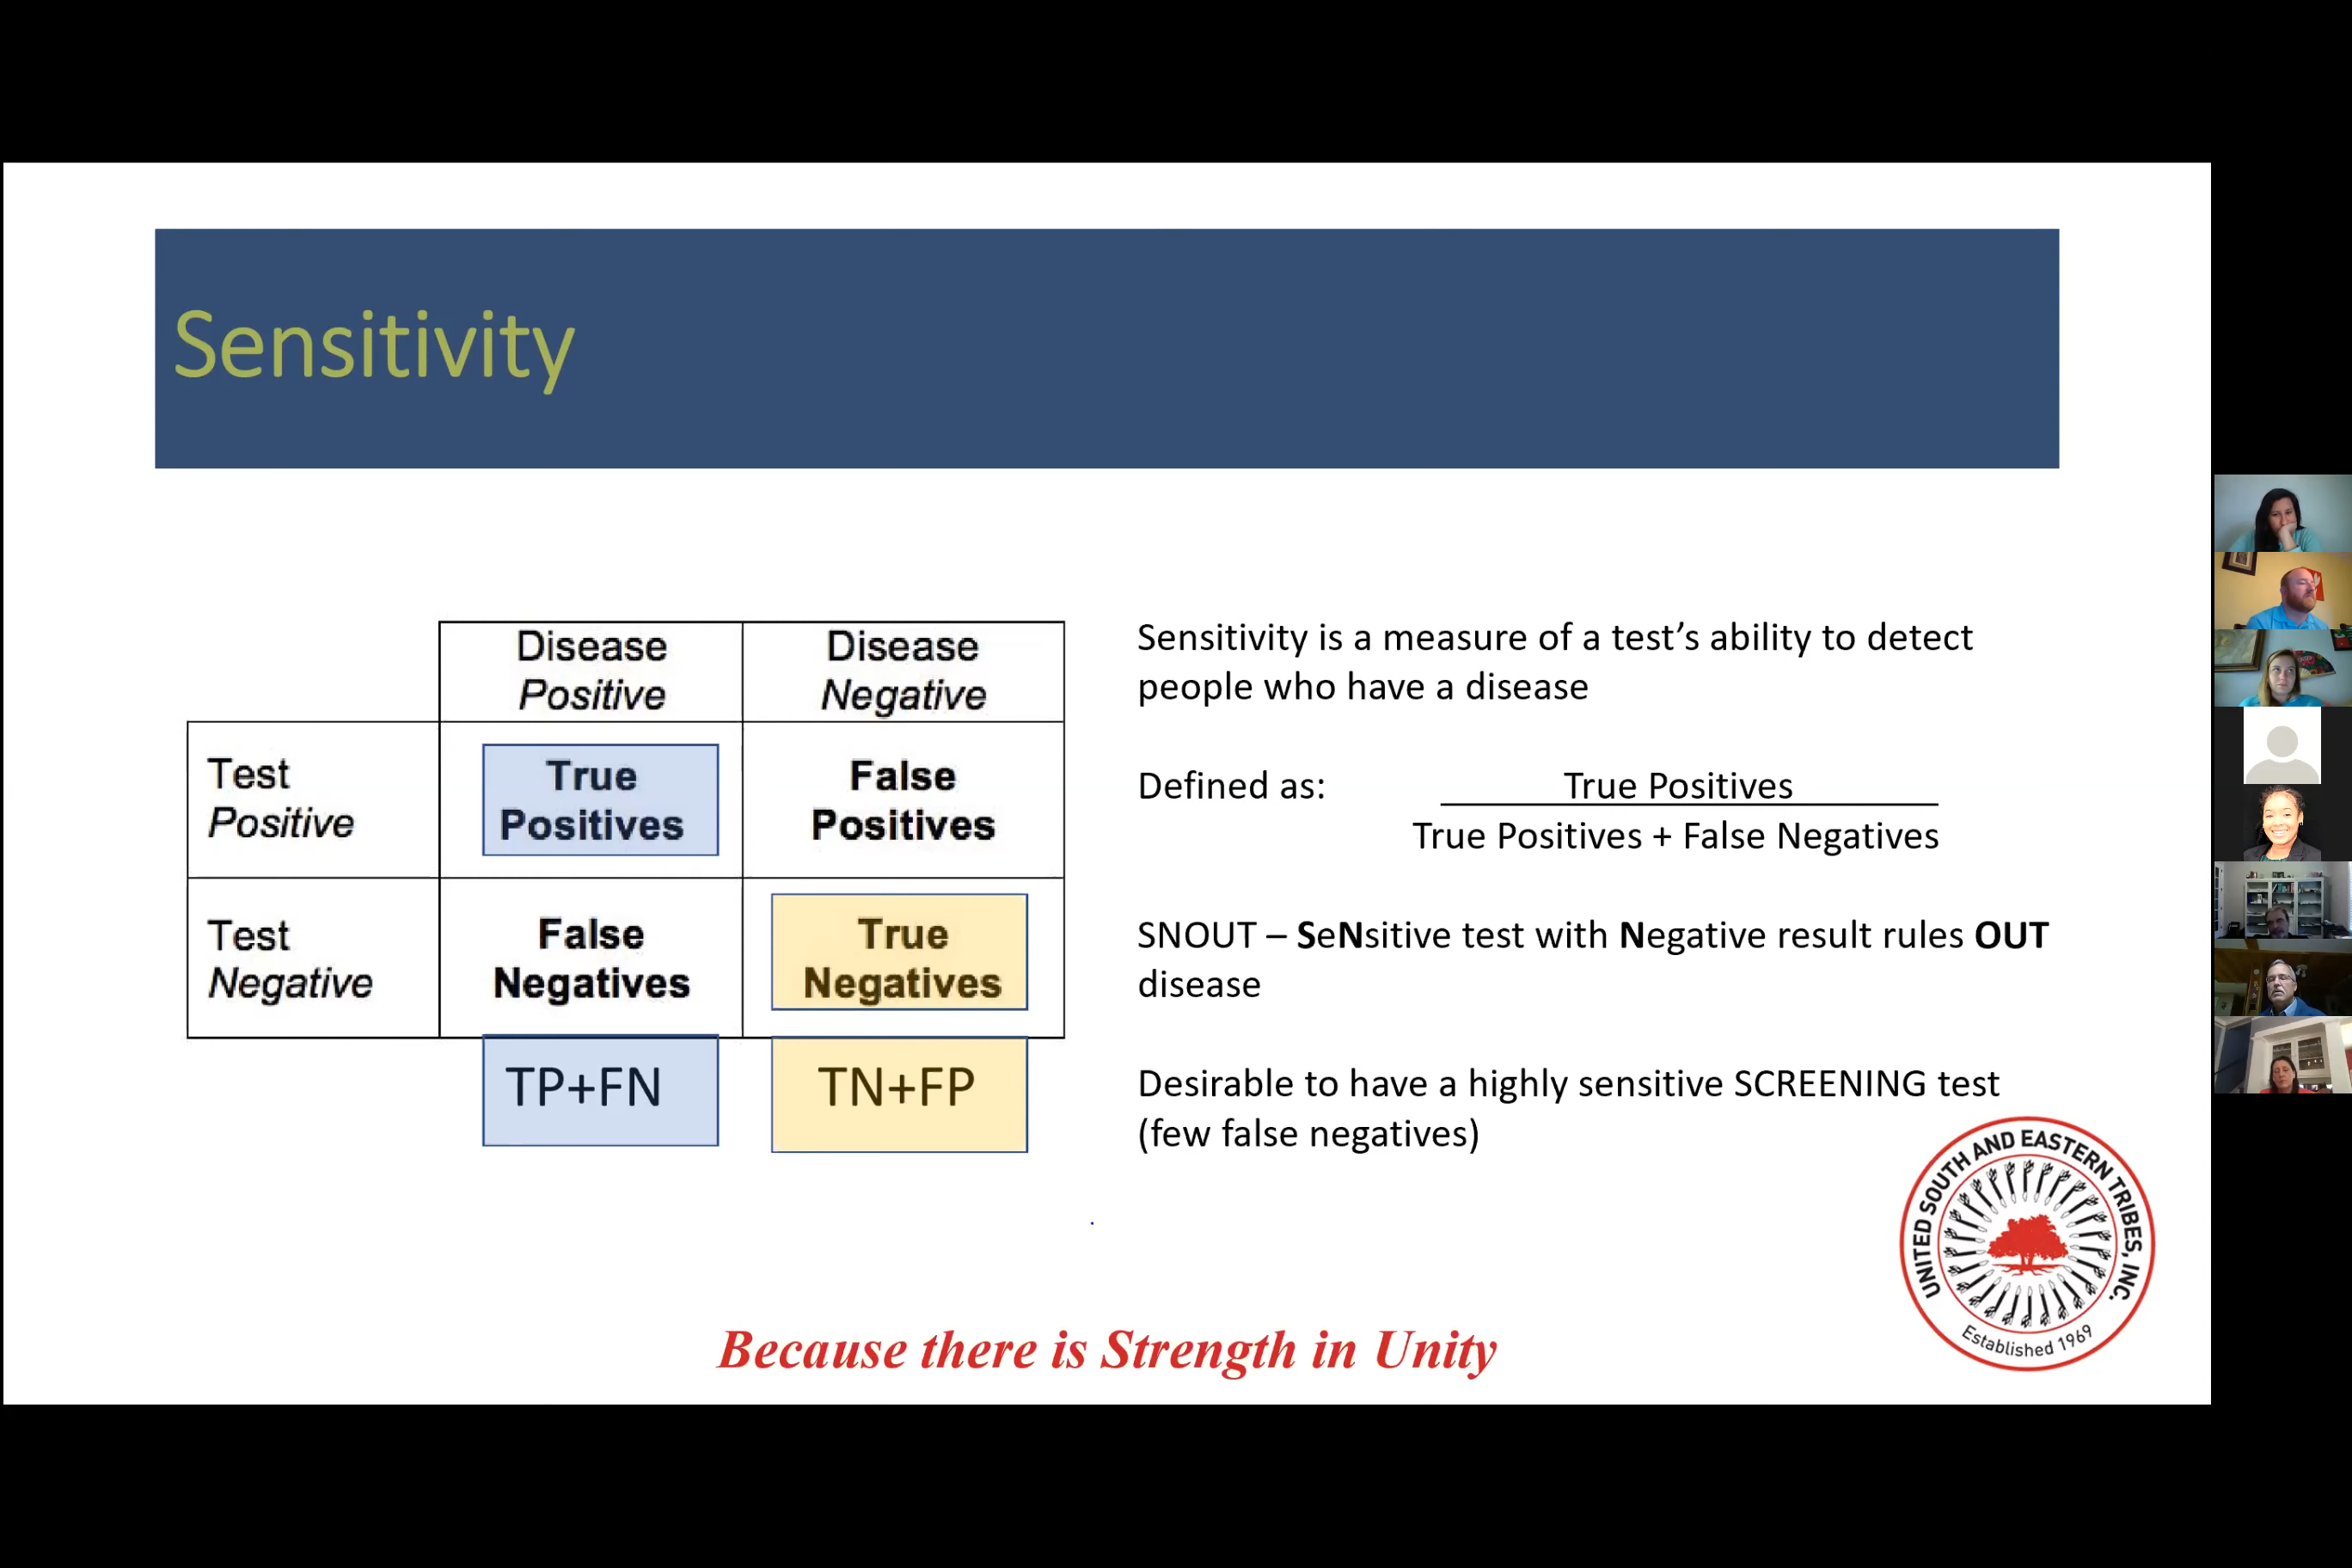 Sensitivity
Disease
Positive
Disease
Negative
Test
Positive
True
Positives
False
Positives
Test
Negative
False
Negatives
True
Negatives
TP+FN
TN+FP
Sensitivity is a measure of a test’s ability to detect
people who have a disease
Defined as:
True Positives
True Positives + False Negatives
SNOUT – SeNsitive test with Negative result rules OUT
disease
Desirable to have a highly sensitive SCREENING test
(few false negatives)
UNITED SOUTH AND EASTERN TRIBES, INC.
Established 1969
Because there is Strength in Unity